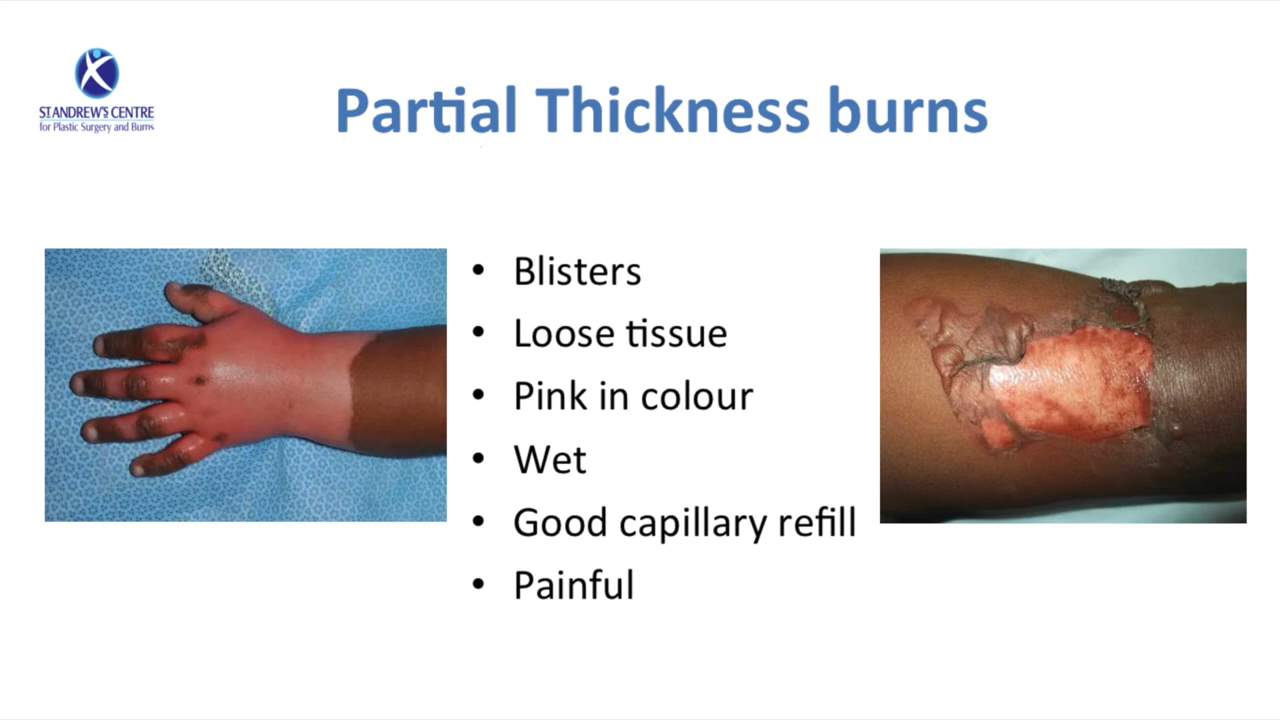 ST ANDREW'S CENTRE
for Plastic Surgery and Burns
Partial Thickness burns
• Blisters
• Loose tissue
• Pink in colour
• Wet
• Good capillary refill
• Painful